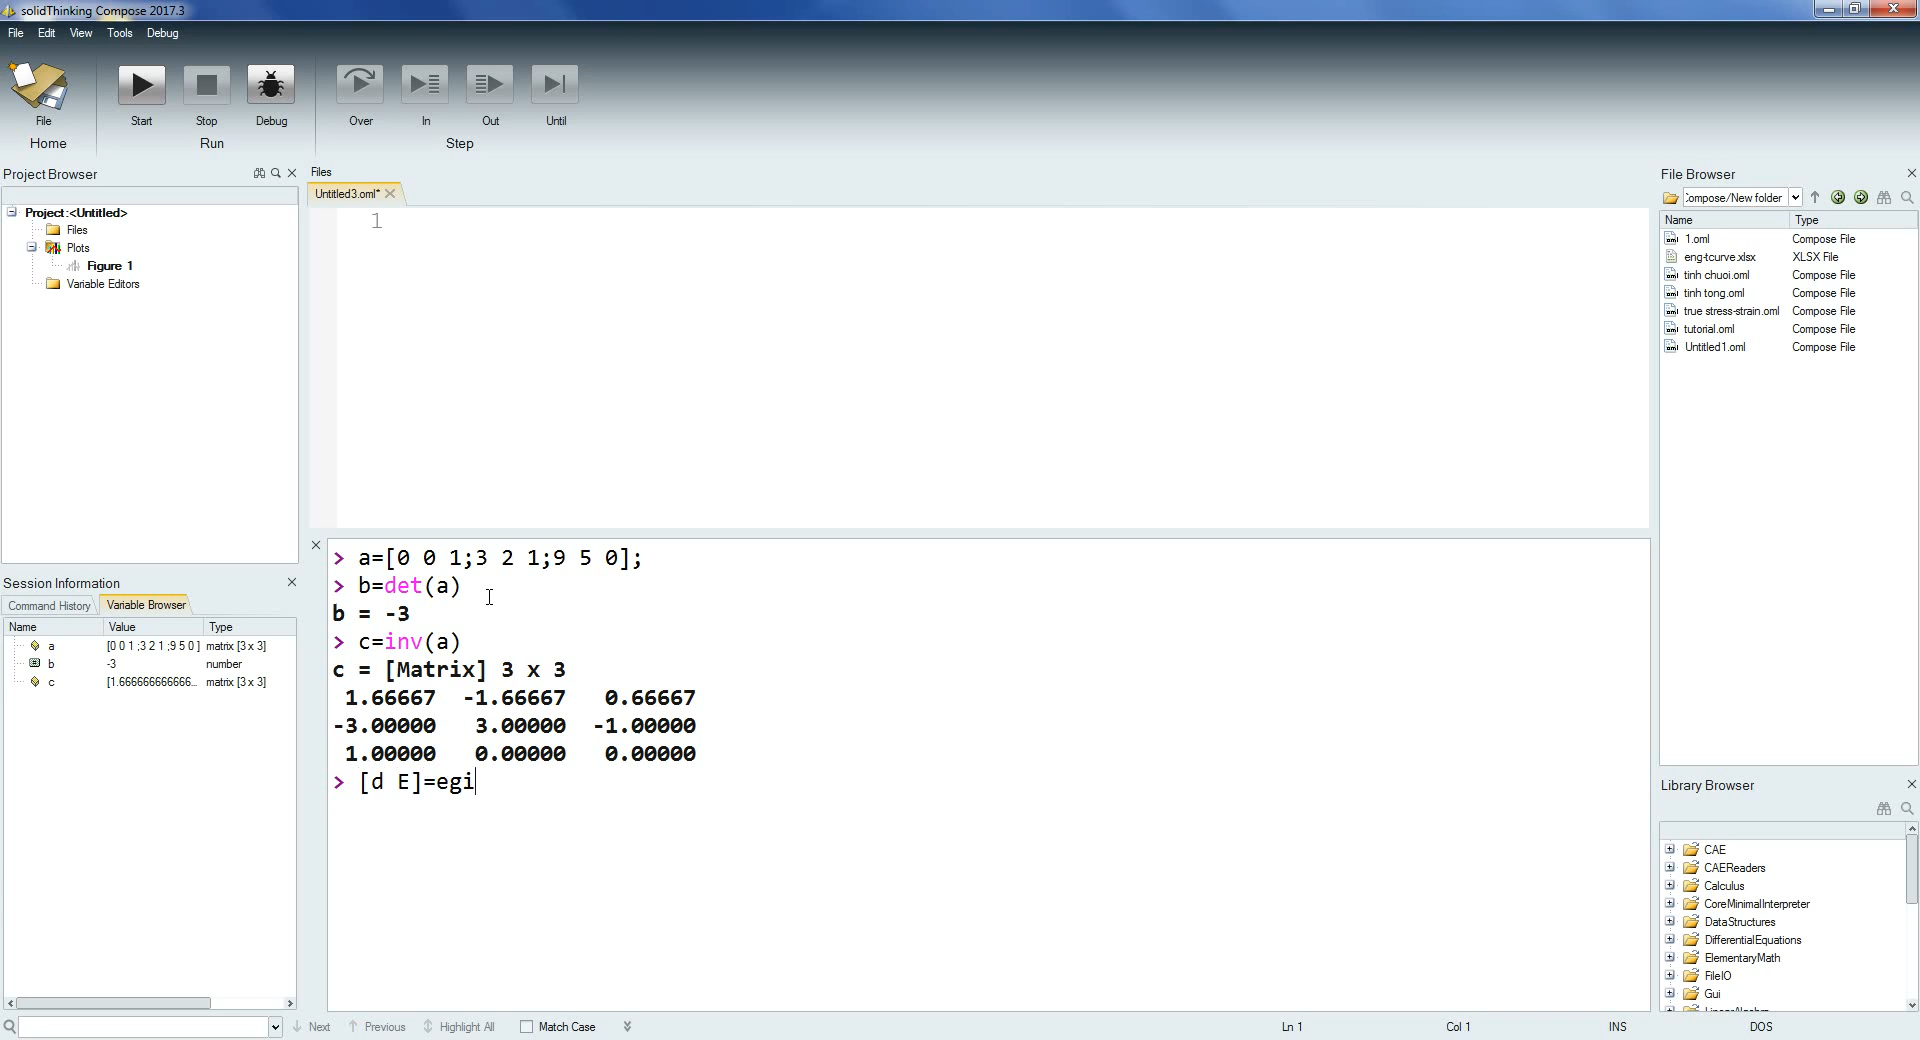 solidThinking Compose 2017.3
File Edit View Tools Debug
File Start Stop Debug Over In Out Until
Home Run Step
Project Browser
Project:<Untitled>
Files
Plots
Figure 1
Variable Editors
Files
Untitled3.oml*
1
File Browser
:ompose/New folder
Name Type
1.oml Compose File
eng-tcurve.xlsx XLSX File
tinh chuoi.oml Compose File
tinh tong.oml Compose File
true stress-strain.oml Compose File
tutorial.oml Compose File
Untitled1.oml Compose File
Session Information
Command History Variable Browser
Name Value Type
a [0 0 1 ;3 2 1 ;9 5 0 ] matrix [3 x 3]
b -3 number
c [1.666666666666... matrix [3 x 3]
> a=[0 0 1;3 2 1;9 5 0];
> b=det(a)
b = -3
> c=inv(a)
c = [Matrix] 3 x 3
1.66667 -1.66667 0.66667
-3.00000 3.00000 -1.00000
1.00000 0.00000 0.00000
> [d E]=egi
Library Browser
CAE
CAEReaders
Calculus
CoreMinimalInterpreter
DataStructures
DifferentialEquations
ElementaryMath
FileIO
Gui
LinearAlgebra
Next Previous Highlight All Match Case
Ln 1 Col 1 INS DOS